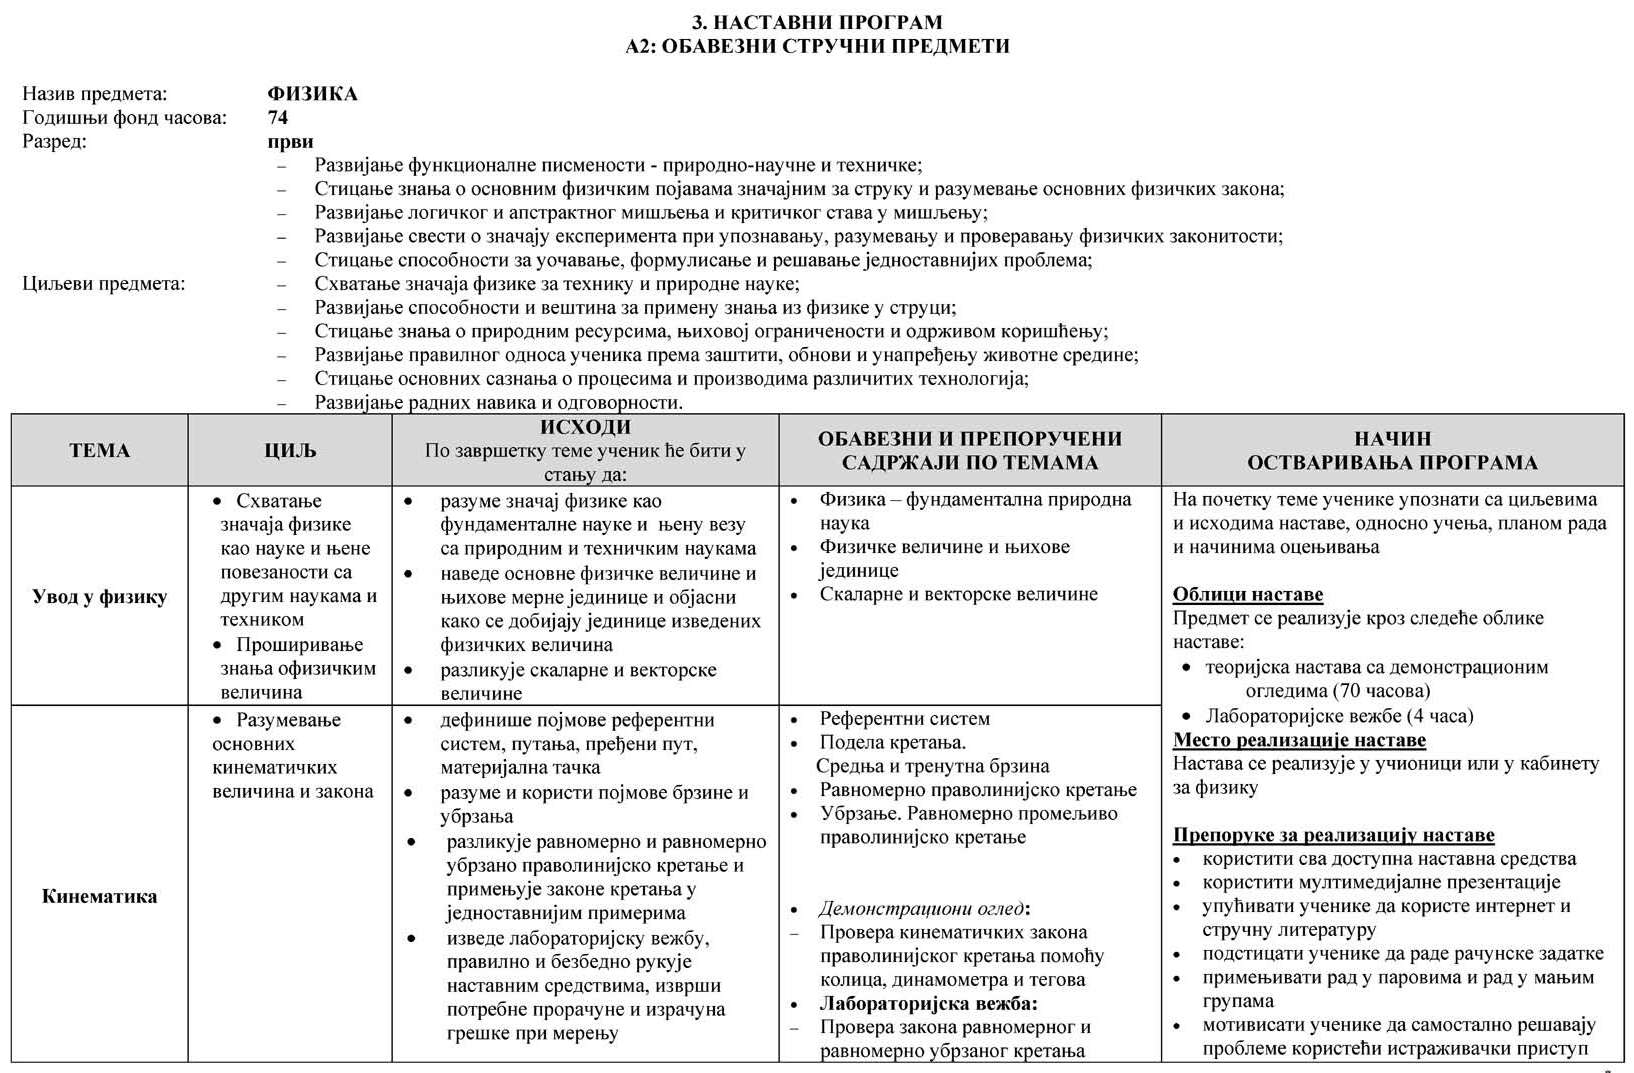 3. НАСТАВНИ ПРОГРАМ
А2: ОБАВЕЗНИ СТРУЧНИ ПРЕДМЕТИ
Назив предмета: ФИЗИКА
Годишњи фонд часова: 74
Разред: први
– Развијање функционалне писмености - природно-научне и техничке;
– Стицање знања о основним физичким појавама значајним за струку и разумевање основних физичких закона;
– Развијање логичког и апстрактног мишљења и критичког става у мишљењу;
– Развијање свести о значају експеримента при упознавању, разумевању и проверавању физичких законитости;
– Стицање способности за уочавање, формулисање и решавање једноставнијих проблема;
Циљеви предмета: – Схватање значаја физике за технику и природне науке;
– Развијање способности и вештина за примену знања из физике у струци;
– Стицање знања о природним ресурсима, њиховој ограничености и одрживом коришћењу;
– Развијање правилног односа ученика према заштити, обнови и унапређењу животне средине;
– Стицање основних сазнања о процесима и производима различитих технологија;
– Развијање радних навика и одговорности.
ТЕМА
ЦИЉ
ИСХОДИ
По завршетку теме ученик ће бити у
стању да:
ОБАВЕЗНИ И ПРЕПОРУЧЕНИ
САДРЖАЈИ ПО ТЕМАМА
НАЧИН
ОСТВАРИВАЊА ПРОГРАМА
Увод у физику
• Схватање
значаја физике
као науке и њене
повезаности са
другим наукама и
техником
• Проширивање
знања офизичким
величина
• разуме значај физике као
фундаменталне науке и њену везу
са природним и техничким наукама
• наведе основне физичке величине и
њихове мерне јединице и објасни
како се добијају јединице изведених
физичких величина
• разликује скаларне и векторске
величине
• Физика – фундаментална природна
наука
• Физичке величине и њихове
јединице
• Скаларне и векторске величине
На почетку теме ученике упознати са циљевима
и исходима наставе, односно учења, планом рада
и начинима оцењивања
Облици наставе
Предмет се реализује кроз следеће облике
наставе:
• теоријска настава са демонстрационим
огледима (70 часова)
• Лабораторијске вежбе (4 часа)
Место реализације наставе
Настава се реализује у учионици или у кабинету
за физику
Препоруке за реализацију наставе
• користити сва доступна наставна средства
• користити мултимедијалне презентације
• упућивати ученике да користе интернет и
стручну литературу
• подстицати ученике да раде рачунске задатке
• примењивати рад у паровима и рад у мањим
групама
• мотивисати ученике да самостално решавају
проблеме користећи истраживачки приступ
Кинематика
• Разумевање
основних
кинематичких
величина и закона
• дефинише појмове референтни
систем, путања, пређени пут,
материјална тачка
• разуме и користи појмове брзине и
убрзања
• разликује равномерно и равномерно
убрзано праволинијско кретање и
примењује законе кретања у
једноставнијим примерима
• изведе лабораторијску вежбу,
правилно и безбедно рукује
наставним средствима, изврши
потребне прорачуне и израчуна
грешке при мерењу
• Референтни систем
• Подела кретања.
Средња и тренутна брзина
• Равномерно праволинијско кретање
• Убрзање. Равномерно промељиво
праволинијско кретање
• Демонстрациони оглед:
– Провера кинематичких закона
праволинијског кретања помоћу
колица, динамометра и тегова
• Лабораторијска вежба:
– Провера закона равномерног и
равномерно убрзаног кретања